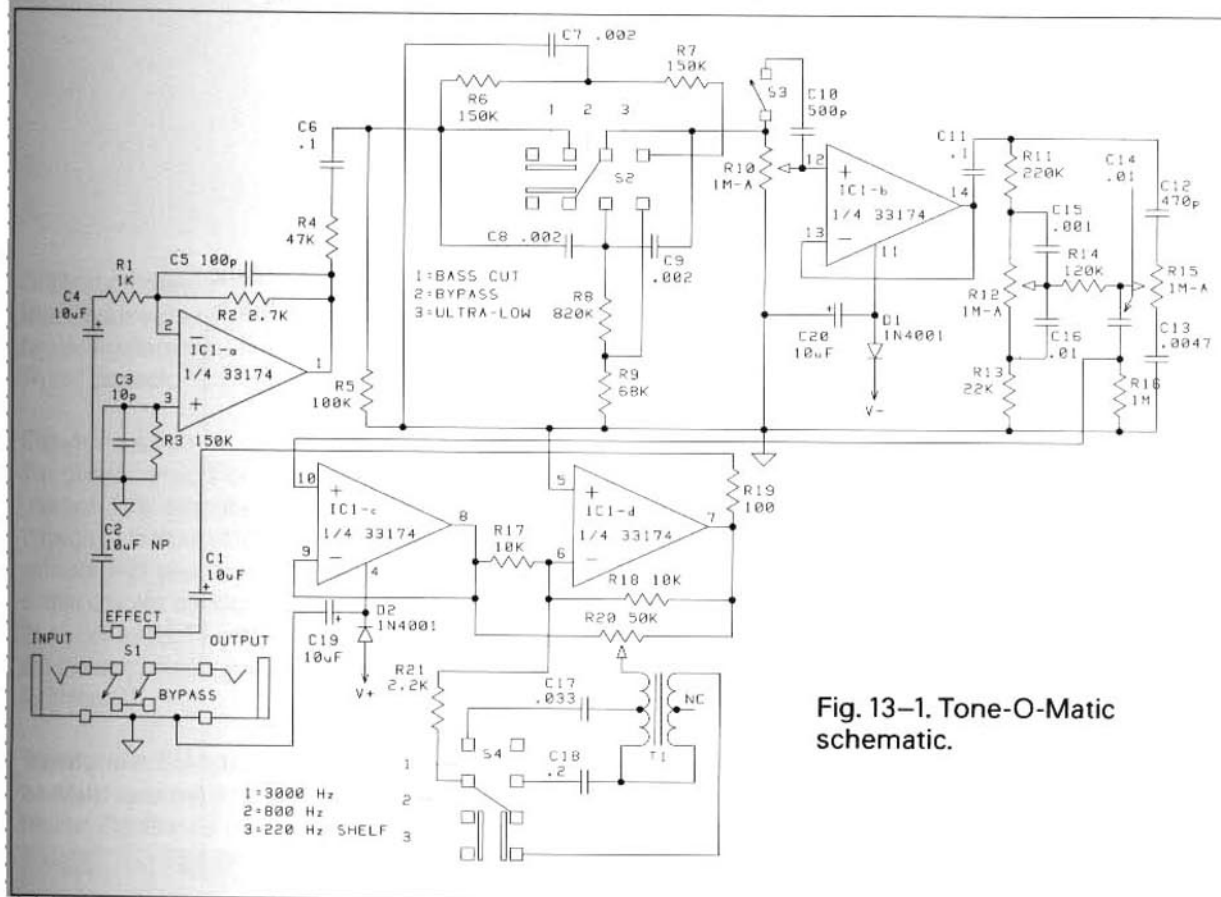 C7 .002
R7
150K
R6
150K
1 2 3
S3
C10
500p
C6
.1
S2
R10
1M-A
12
+
IC1-b
1/4 33174
13
−
14
11
C11
.1
R11
220K
C14
.01
C12
470p
C15
.001
R14
120K
R15
1M-A
R12
1M-A
C16
.01
C13
.0047
R13
22K
R16
1M
R4
47K
C8 .002
C9
.002
1=BASS CUT
2=BYPASS
3=ULTRA-LOW
R8
820K
R9
68K
C20
10uF
+
D1
1N4001
V-
C5 100p
R1
1K
C4
10uF
+
R2 2.7K
2
−
IC1-a
1/4 33174
1
C3
10p
3
+
R3 150K
R5
100K
C2
10uF NP
C1
10uF
+
10
+
IC1-c
1/4 33174
8
9
−
4
5
+
IC1-d
1/4 33174
7
6
−
R17
10K
R18 10K
R19
100
R20 50K
EFFECT
INPUT
S1
OUTPUT
BYPASS
C19
10uF
+
D2
1N4001
V+
R21
2.2K
C17
.033
NC
T1
S4
C18
.2
1
2
3
1=3000 Hz
2=800 Hz
3=220 Hz SHELF
Fig. 13–1. Tone-O-Matic
schematic.